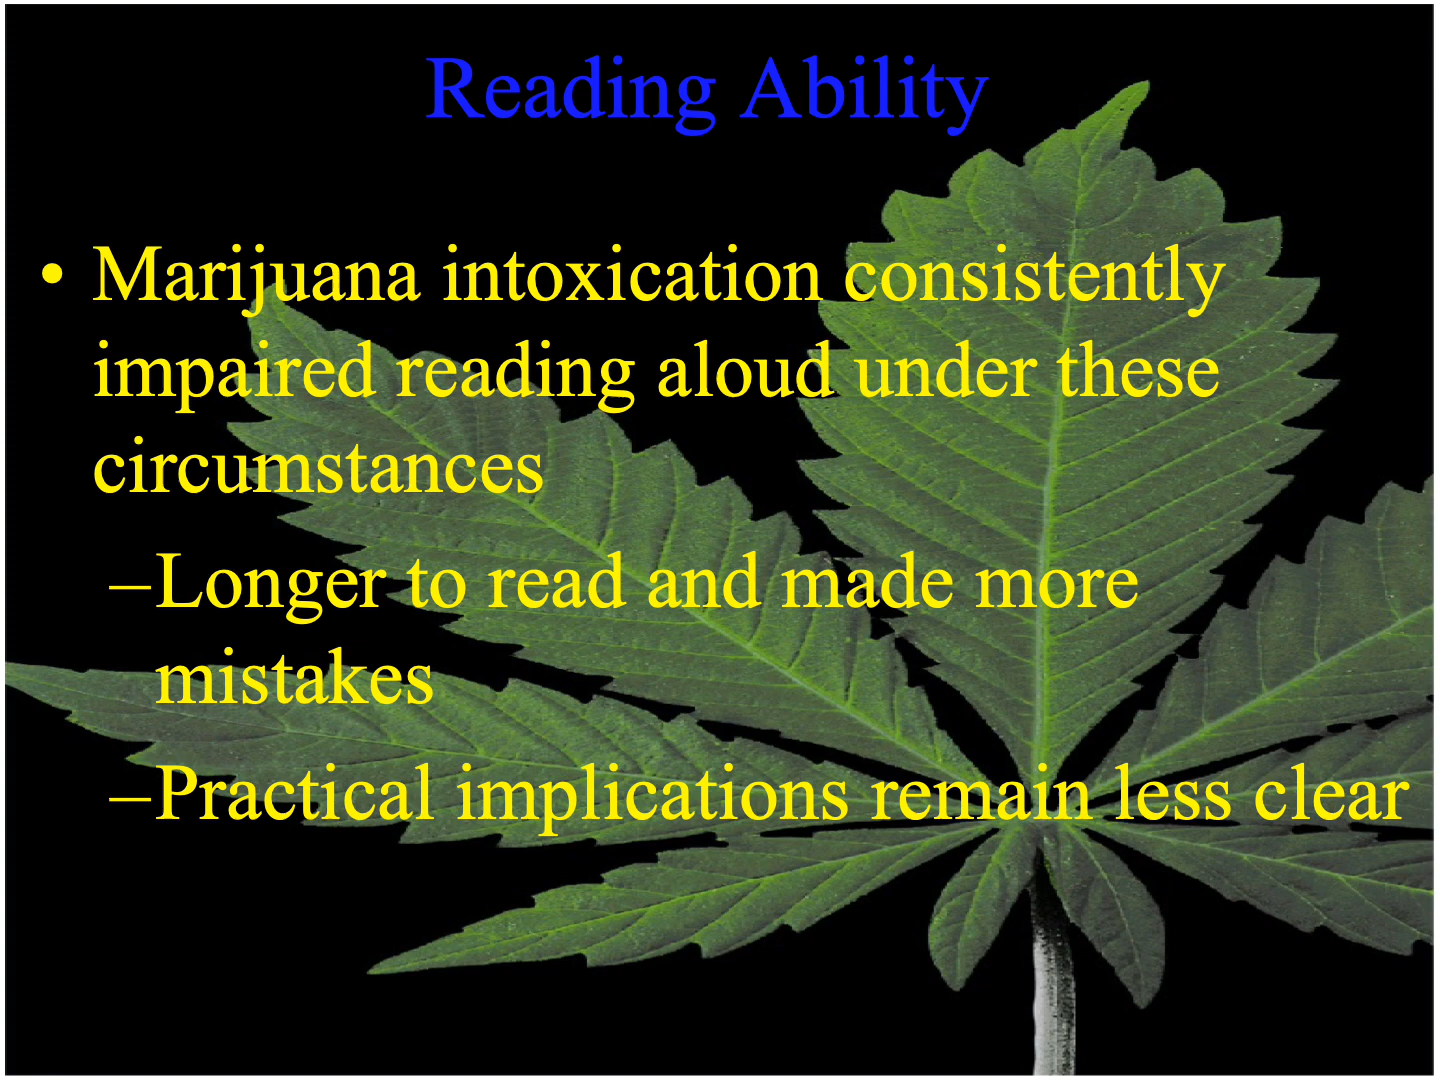 Reading Ability
• Marijuana intoxication consistently
impaired reading aloud under these
circumstances
–Longer to read and made more
mistakes
–Practical implications remain less clear